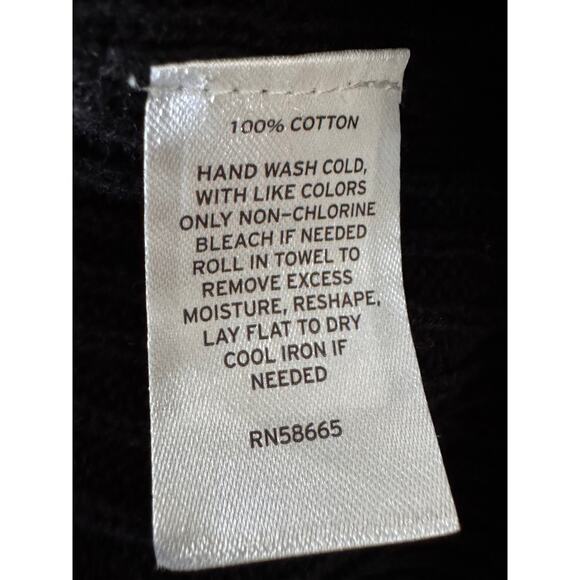 100% COTTON
HAND WASH COLD,
WITH LIKE COLORS
ONLY NON-CHLORINE
BLEACH IF NEEDED
ROLL IN TOWEL TO
REMOVE EXCESS
MOISTURE, RESHAPE,
LAY FLAT TO DRY
COOL IRON IF
NEEDED
RN58665